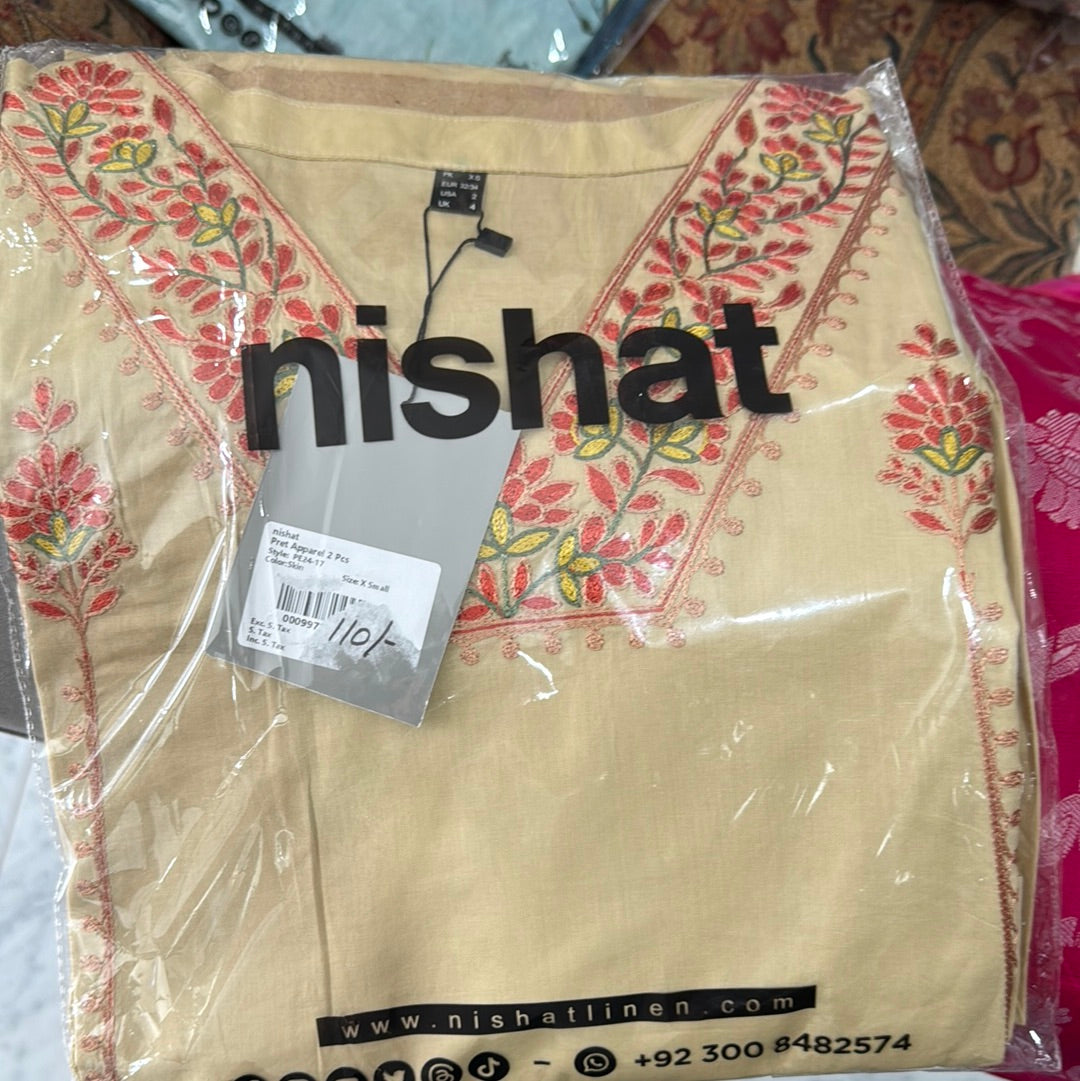 PK XS
EUR 32/34
USA 2
UK 4
nishat
nishat
Pret Apparel 2 Pcs
Style: PE24-17
Color:Skin
Size: X Small
000997
Exc. S. Tax
S. Tax
Inc. S. Tax
110/-
www.nishatlinen.com
- +92 300 8482574